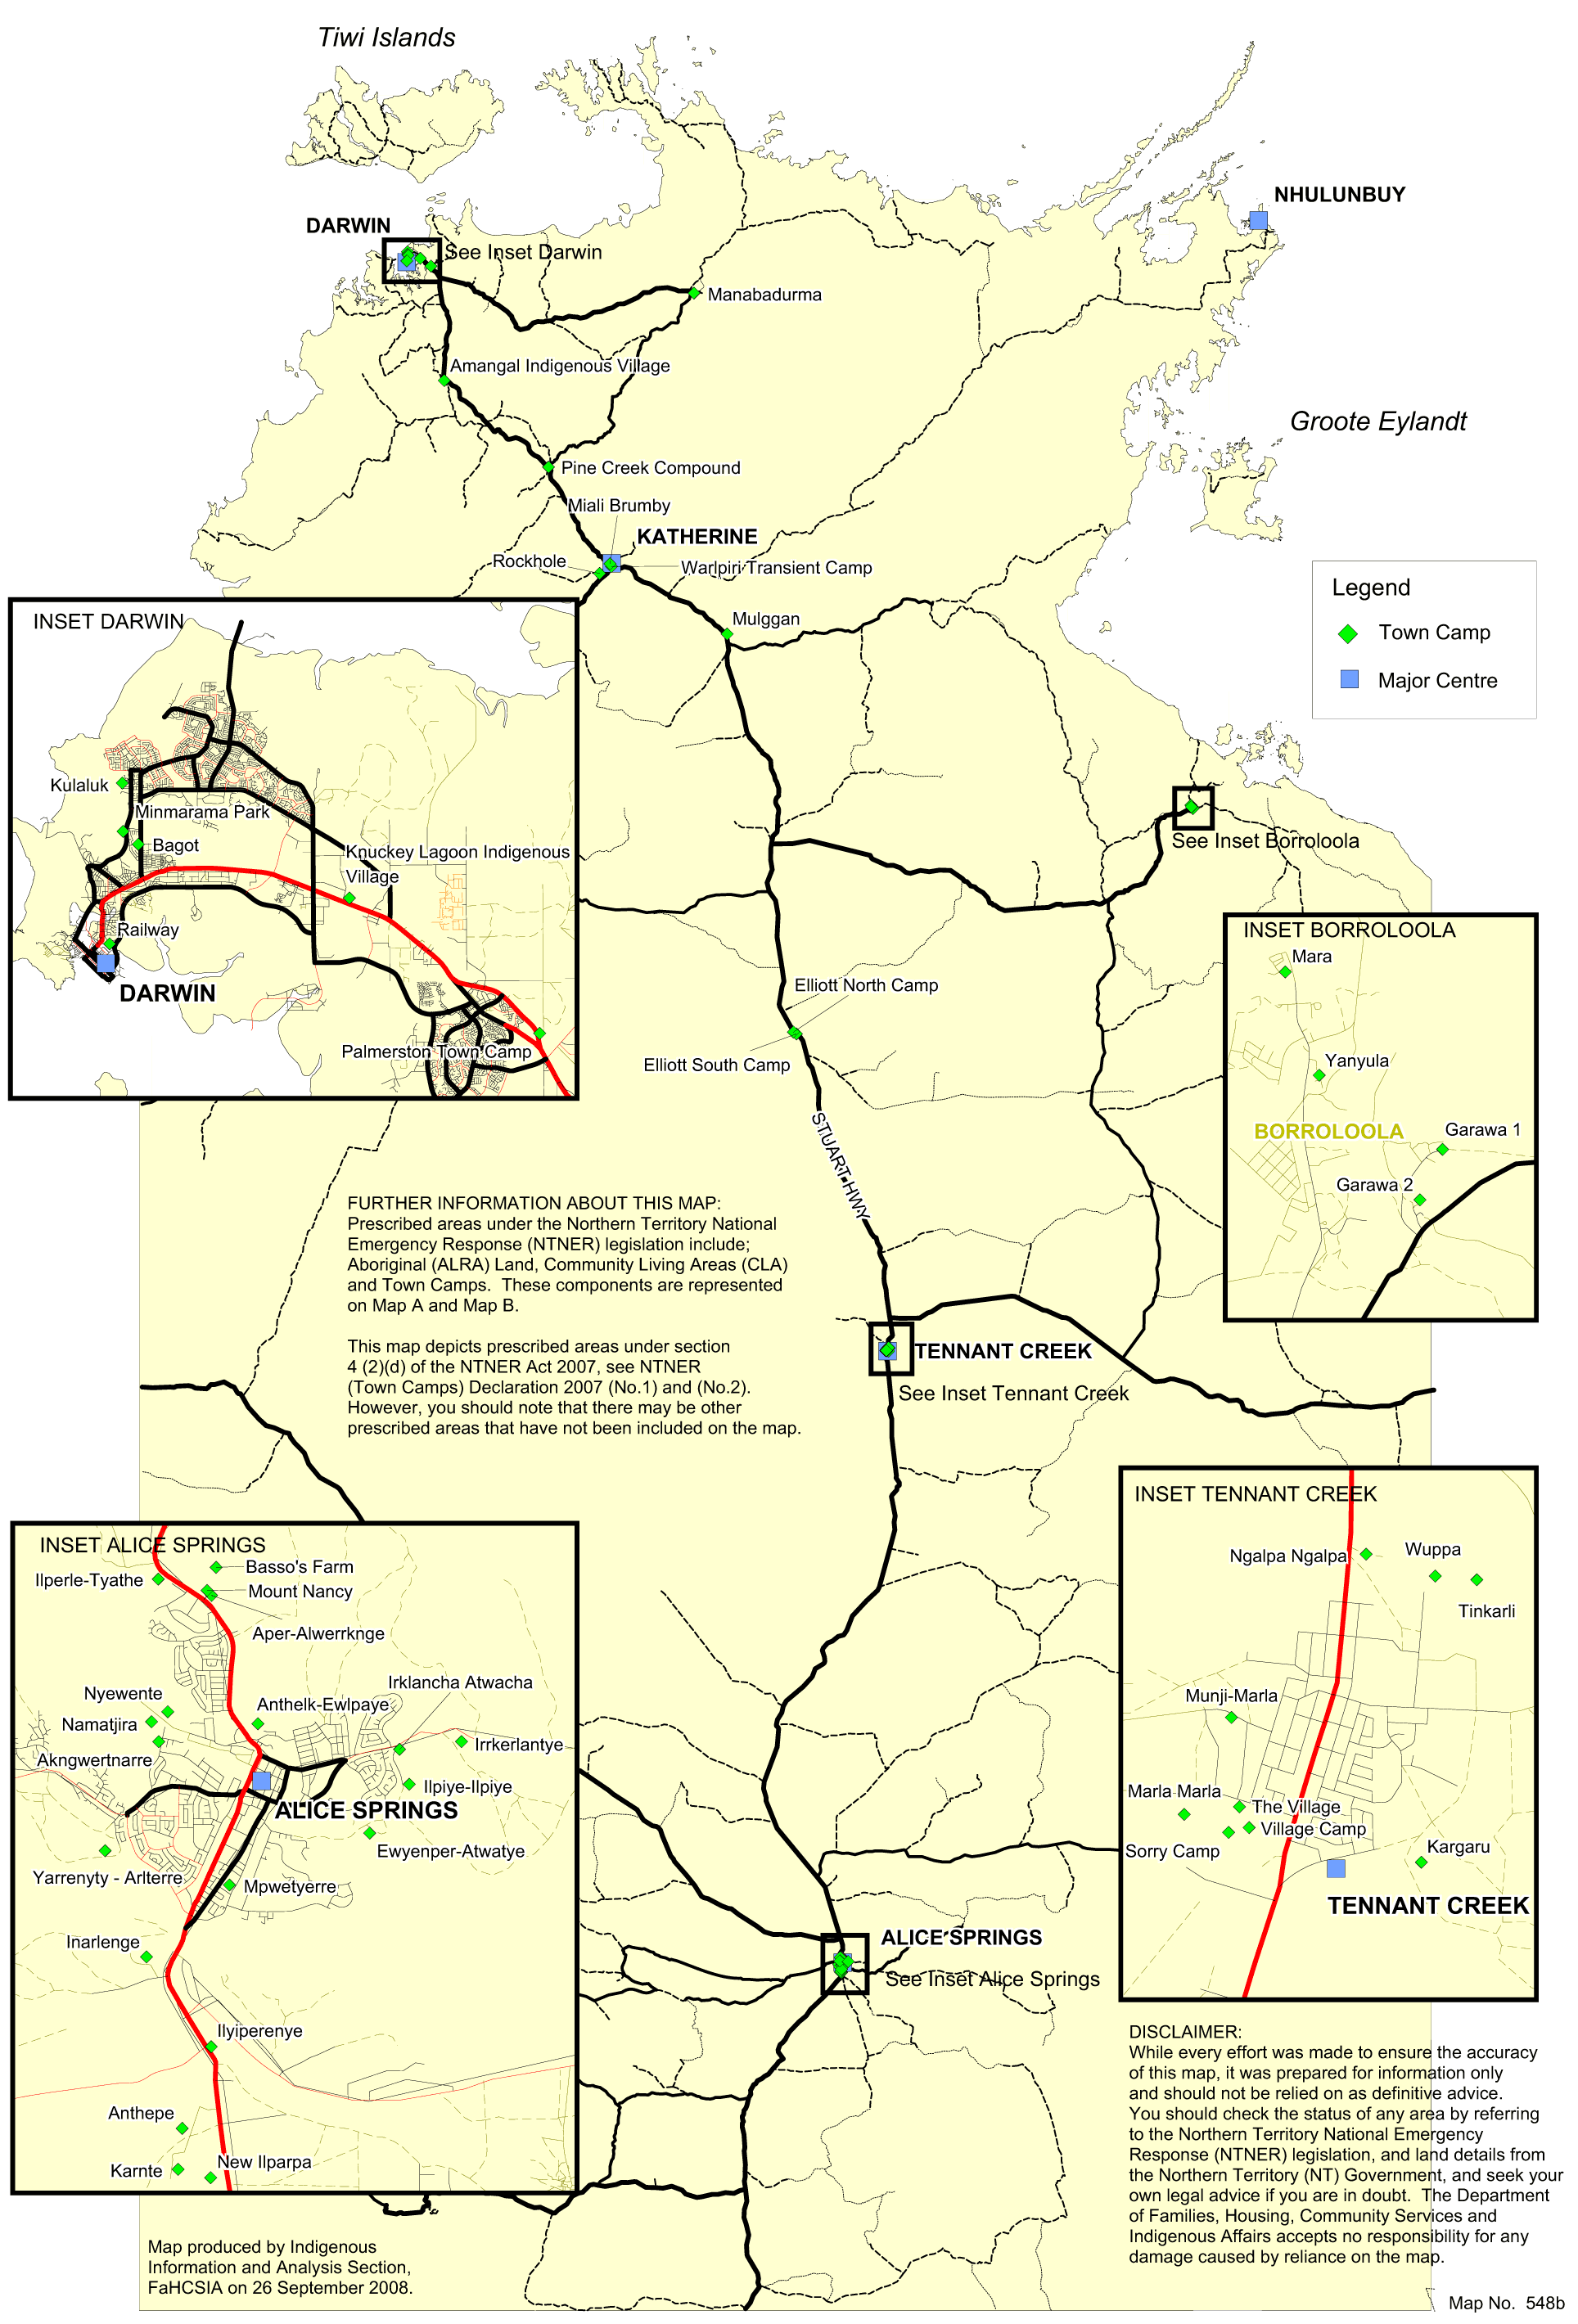 Tiwi Islands
NHULUNBUY
DARWIN
See Inset Darwin
Manabadurma
Amangal Indigenous Village
Groote Eylandt
Pine Creek Compound
Miali Brumby
KATHERINE
Rockhole
Warlpiri Transient Camp
Mulggan
Legend
Town Camp
Major Centre
INSET DARWIN
Kulaluk
Minmarama Park
Bagot
Knuckey Lagoon Indigenous
Village
Railway
DARWIN
Palmerston Town Camp
See Inset Borroloola
INSET BORROLOOLA
Mara
Yanyula
BORROLOOLA
Garawa 1
Garawa 2
Elliott North Camp
Elliott South Camp
STUART HWY
FURTHER INFORMATION ABOUT THIS MAP:
Prescribed areas under the Northern Territory National
Emergency Response (NTNER) legislation include;
Aboriginal (ALRA) Land, Community Living Areas (CLA)
and Town Camps.  These components are represented
on Map A and Map B.
This map depicts prescribed areas under section
4 (2)(d) of the NTNER Act 2007, see NTNER
(Town Camps) Declaration 2007 (No.1) and (No.2).
However, you should note that there may be other
prescribed areas that have not been included on the map.
TENNANT CREEK
See Inset Tennant Creek
INSET TENNANT CREEK
Ngalpa Ngalpa
Wuppa
Tinkarli
Munji-Marla
Marla Marla
The Village
Village Camp
Sorry Camp
Kargaru
TENNANT CREEK
INSET ALICE SPRINGS
Basso's Farm
Ilperle-Tyathe
Mount Nancy
Aper-Alwerrknge
Irklancha Atwacha
Nyewente
Anthelk-Ewlpaye
Namatjira
Irrkerlantye
Akngwertnarre
Ilpiye-Ilpiye
ALICE SPRINGS
Ewyenper-Atwatye
Yarrenyty - Arlterre
Mpwetyerre
Inarlenge
Ilyiperenye
Anthepe
Karnte
New Ilparpa
ALICE SPRINGS
See Inset Alice Springs
DISCLAIMER:
While every effort was made to ensure the accuracy
of this map, it was prepared for information only
and should not be relied on as definitive advice.
You should check the status of any area by referring
to the Northern Territory National Emergency
Response (NTNER) legislation, and land details from
the Northern Territory (NT) Government, and seek your
own legal advice if you are in doubt.  The Department
of Families, Housing, Community Services and
Indigenous Affairs accepts no responsibility for any
damage caused by reliance on the map.
Map produced by Indigenous
Information and Analysis Section,
FaHCSIA on 26 September 2008.
Map No.  548b